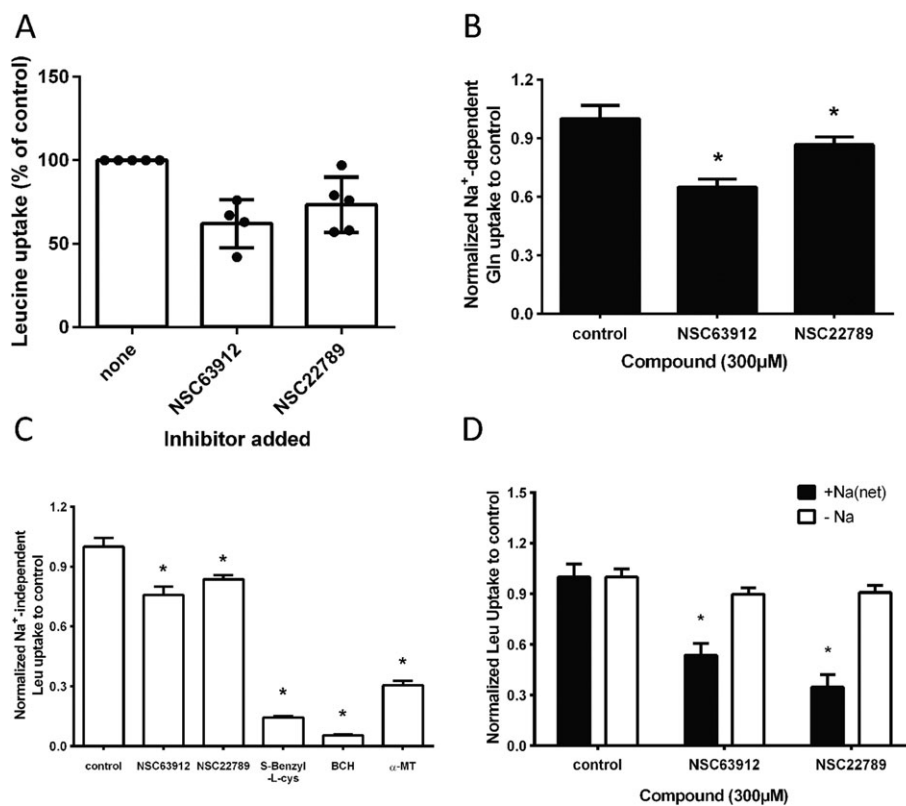 A
Leucine uptake (% of control)
150
100
50
0
none
NSC63912
NSC22789
Inhibitor added
B
Normalized Na⁺-dependent
Gln uptake to control
1.2
0.9
0.6
0.3
0.0
*
*
control
NSC63912
NSC22789
Compound (300µM)
C
Normalized Na⁺-independent
Leu uptake to control
1.2
0.9
0.6
0.3
0.0
*
*
*
*
*
control
NSC63912
NSC22789
S-Benzyl
-L-cys
BCH
α-MT
D
Normalized Leu Uptake to control
1.5
1.2
0.9
0.6
0.3
0.0
+Na(net)
- Na
*
*
control
NSC63912
NSC22789
Compound (300µM)